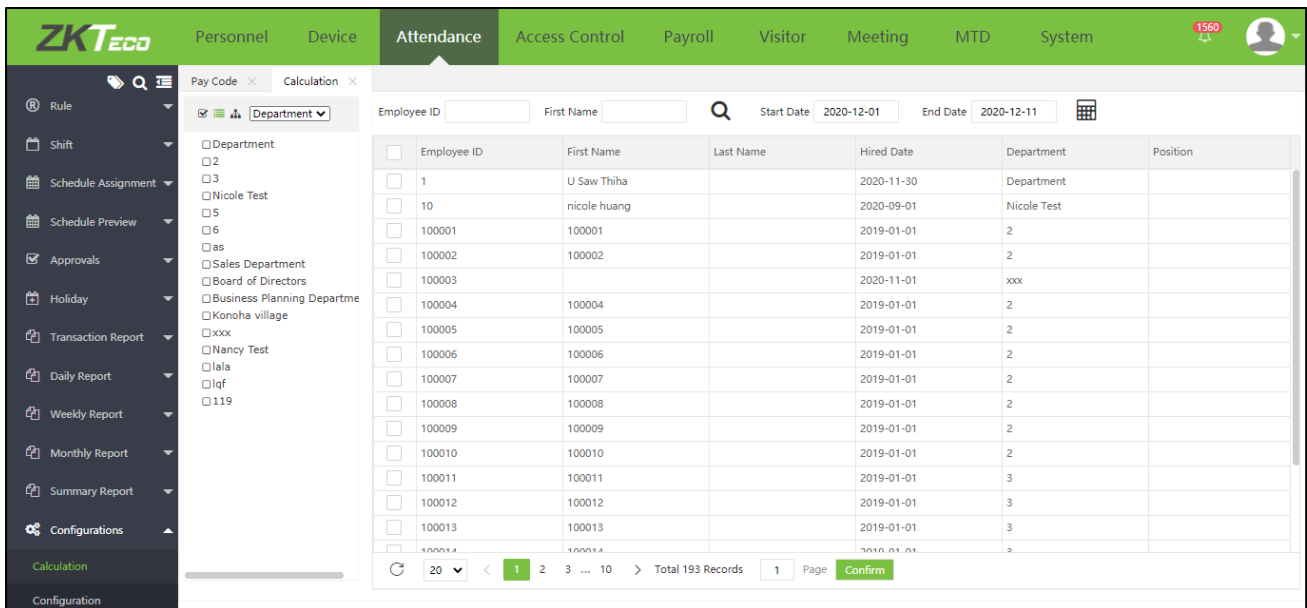 ZKTECO Personnel Device Attendance Access Control Payroll Visitor Meeting MTD System 1560
Pay Code Calculation
Rule
Shift
Schedule Assignment
Schedule Preview
Approvals
Holiday
Transaction Report
Daily Report
Weekly Report
Monthly Report
Summary Report
Configurations
Calculation
Configuration
Department
Department
2
3
Nicole Test
5
6
as
Sales Department
Board of Directors
Business Planning Departme
Konoha village
xxx
Nancy Test
lala
lqf
119
Employee ID First Name Start Date 2020-12-01 End Date 2020-12-11
Employee ID First Name Last Name Hired Date Department Position
1 U Saw Thiha 2020-11-30 Department
10 nicole huang 2020-09-01 Nicole Test
100001 100001 2019-01-01 2
100002 100002 2019-01-01 2
100003 2020-11-01 xxx
100004 100004 2019-01-01 2
100005 100005 2019-01-01 2
100006 100006 2019-01-01 2
100007 100007 2019-01-01 2
100008 100008 2019-01-01 2
100009 100009 2019-01-01 2
100010 100010 2019-01-01 2
100011 100011 2019-01-01 3
100012 100012 2019-01-01 3
100013 100013 2019-01-01 3
100014 100014 2019-01-01
20 < 1 2 3 ... 10 > Total 193 Records 1 Page Confirm